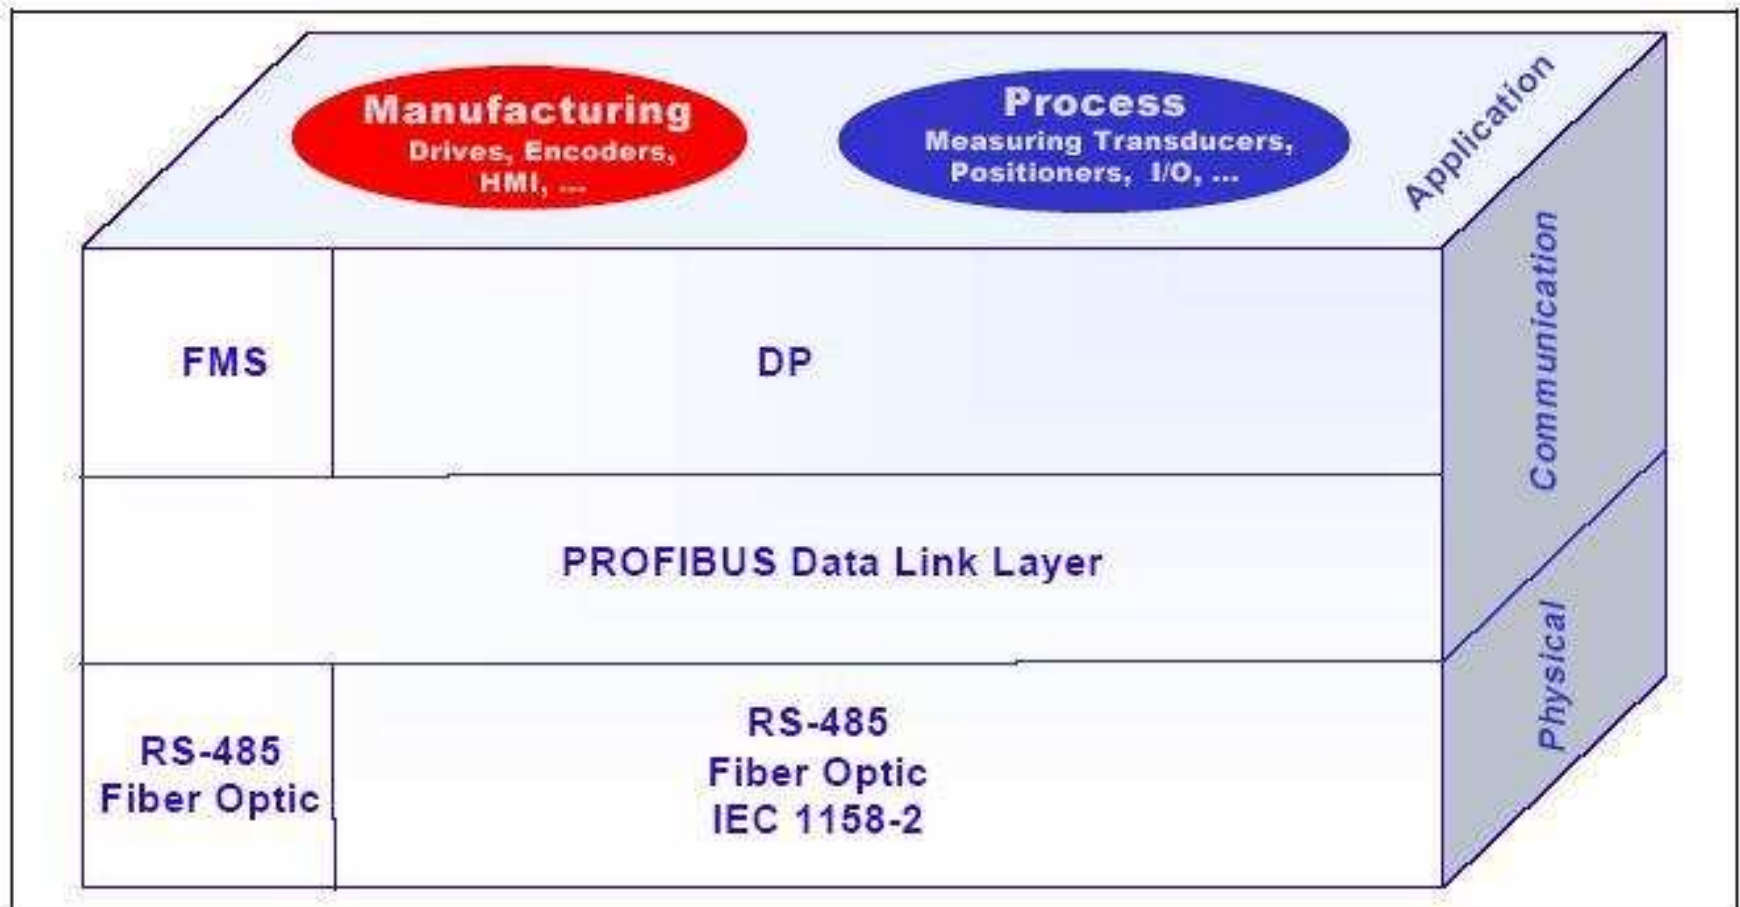 Manufacturing
Drives, Encoders,
HMI, ...
Process
Measuring Transducers,
Positioners, I/O, ...
Application
FMS
DP
Communication
PROFIBUS Data Link Layer
RS-485
Fiber Optic
RS-485
Fiber Optic
IEC 1158-2
Physical